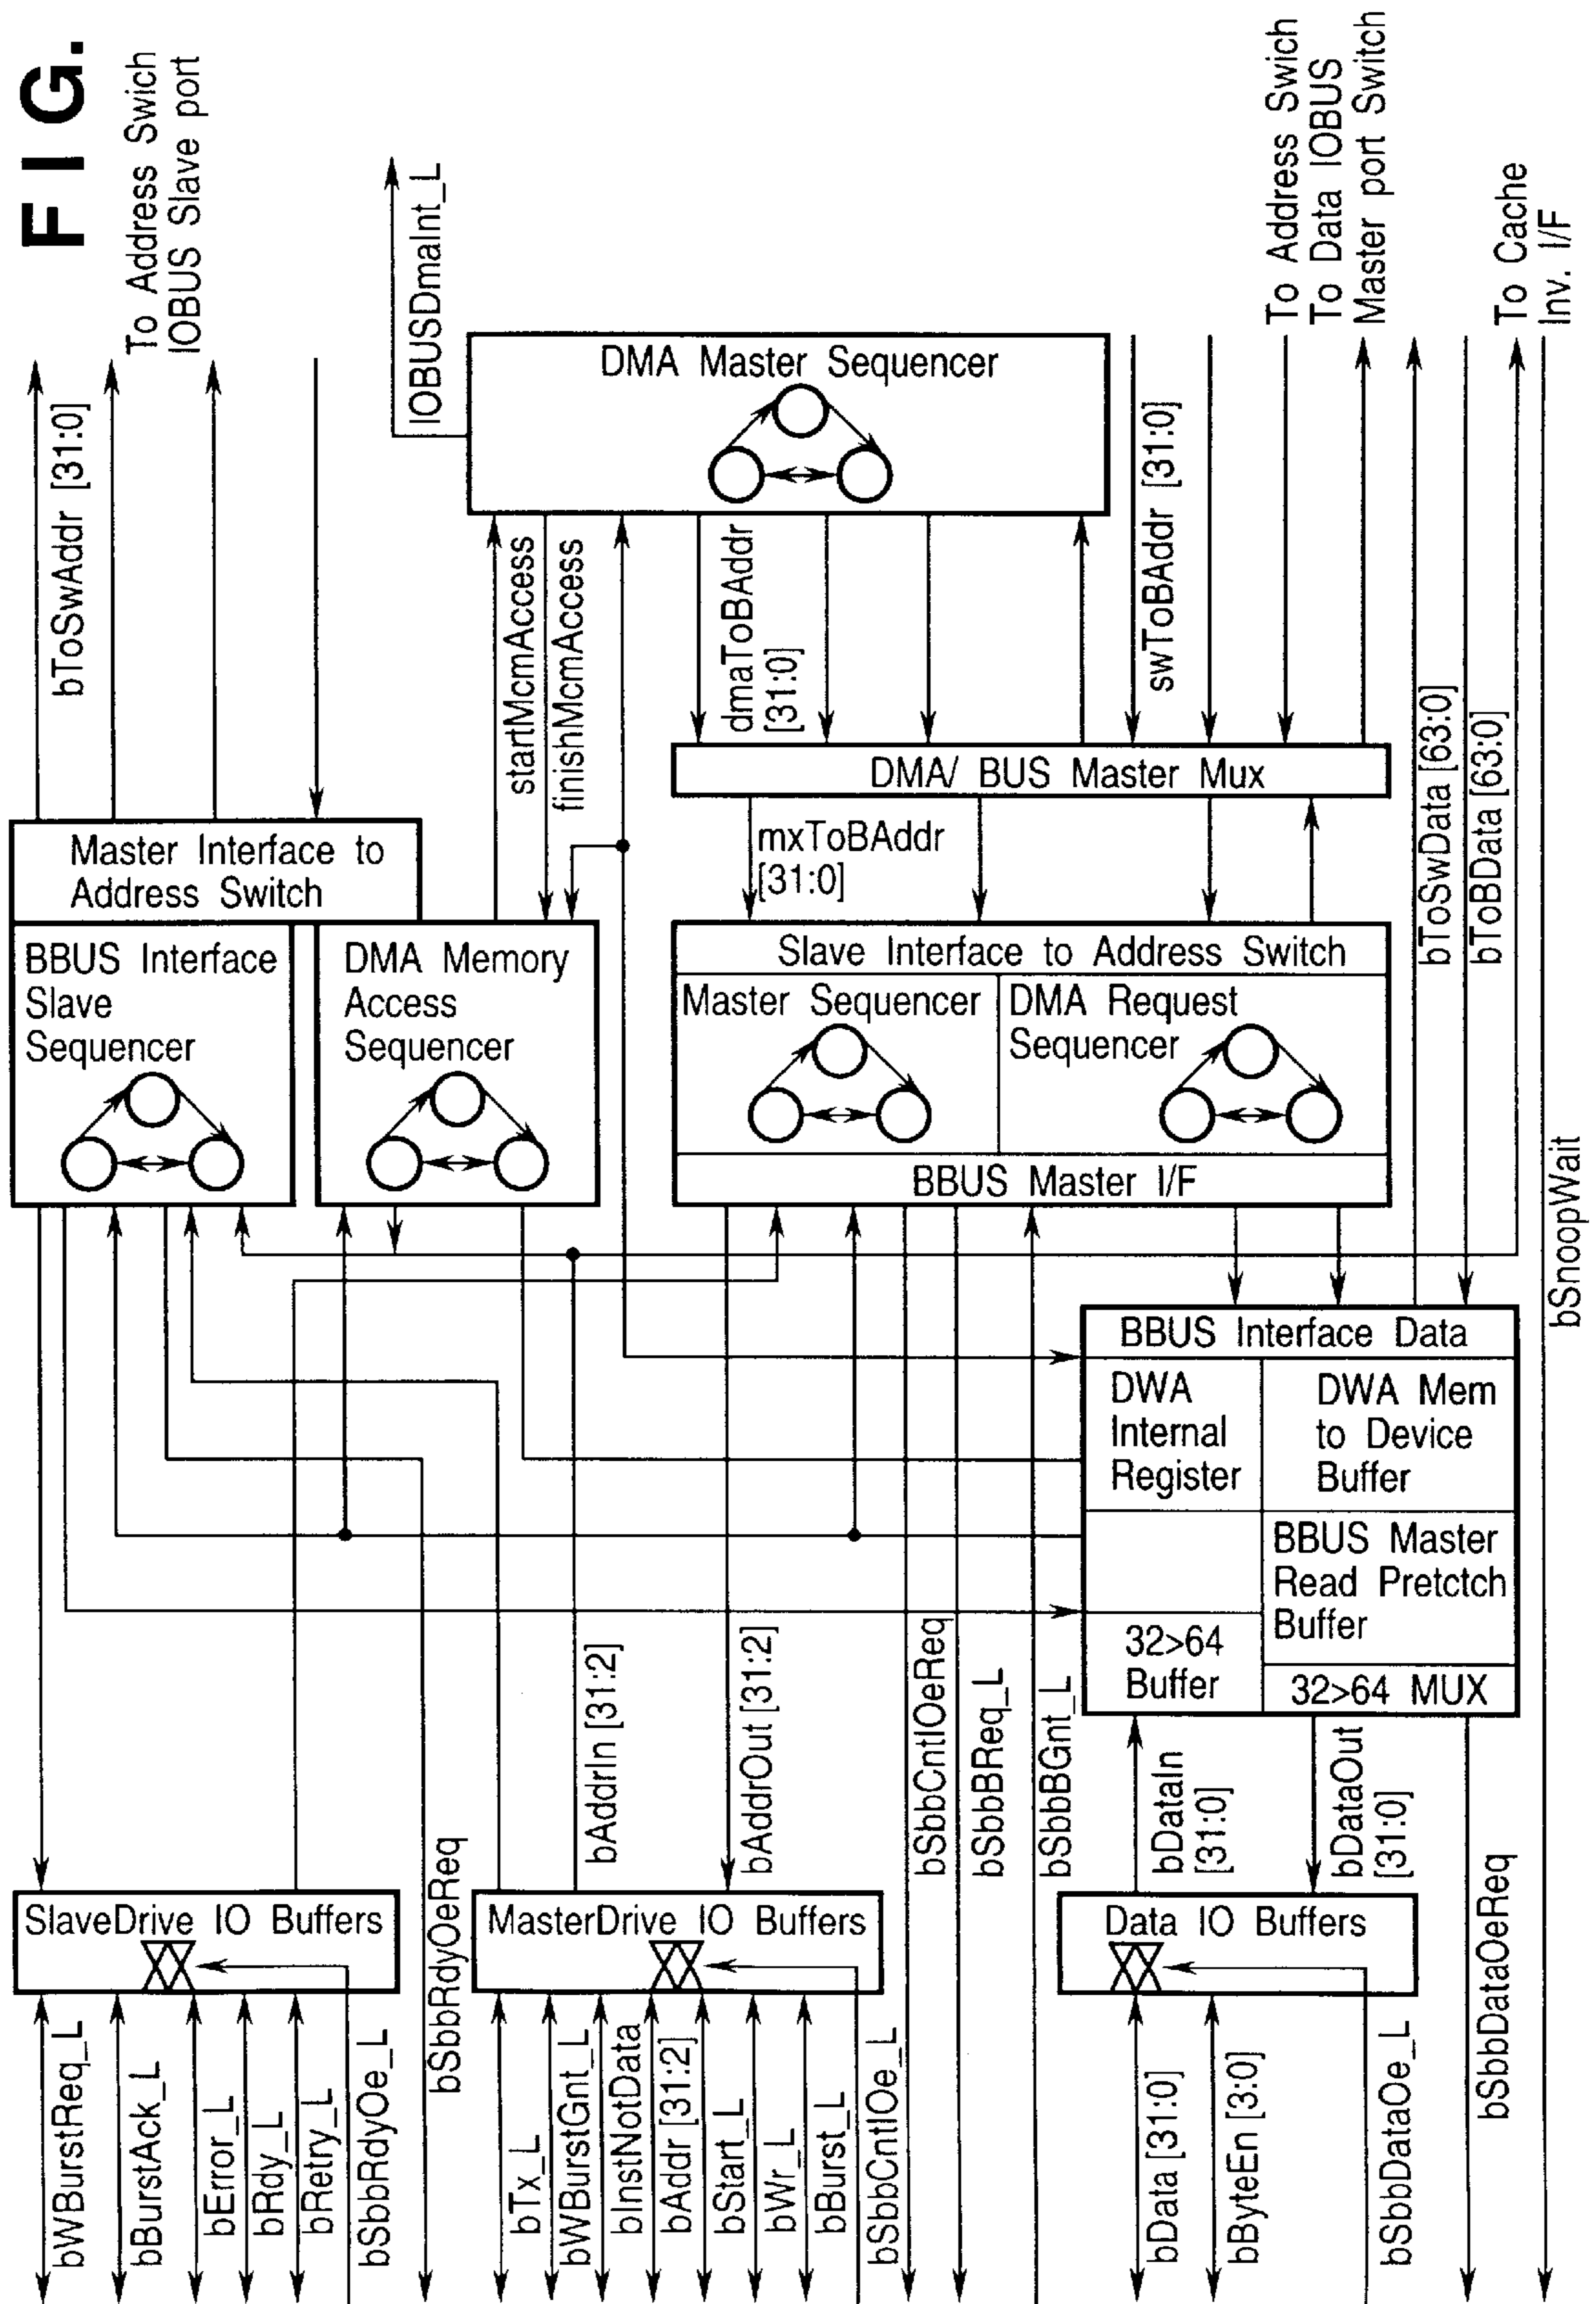 FIG.
To Address Swich
IOBUS Slave port
bToSwAddr [31:0]
IOBUSDmaInt_L
DMA Master Sequencer
startMcmAccess
finishMcmAccess
dmaToBAddr
[31:0]
swToBAddr [31:0]
To Address Swich
To Data IOBUS
Master port Switch
To Cache
Inv. I/F
DMA/ BUS Master Mux
Master Interface to
Address Switch
mxToBAddr
[31:0]
bToSwData [63:0]
bToBData [63:0]
BBUS Interface
Slave
Sequencer
DMA Memory
Access
Sequencer
Slave Interface to Address Switch
Master Sequencer
DMA Request
Sequencer
BBUS Master I/F
bSnoopWait
BBUS Interface Data
DWA
Internal
Register
DWA Mem
to Device
Buffer
BBUS Master
Read Pretctch
Buffer
32>64
Buffer
32>64 MUX
bSbbRdyOeReq
bAddrIn [31:2]
bAddrOut [31:2]
bSbbCntlOeReq
bSbbBReq_L
bSbbBGnt_L
bDataIn
[31:0]
bDataOut
[31:0]
bSbbDataOeReq
SlaveDrive IO Buffers
MasterDrive IO Buffers
Data IO Buffers
bWBurstReq_L
bBurstAck_L
bError_L
bRdy_L
bRetry_L
bSbbRdyOe_L
bTx_L
bWBurstGnt_L
bInstNotData
bAddr [31:2]
bStart_L
bWr_L
bBurst_L
bSbbCntlOe_L
bData [31:0]
bByteEn [3:0]
bSbbDataOe_L